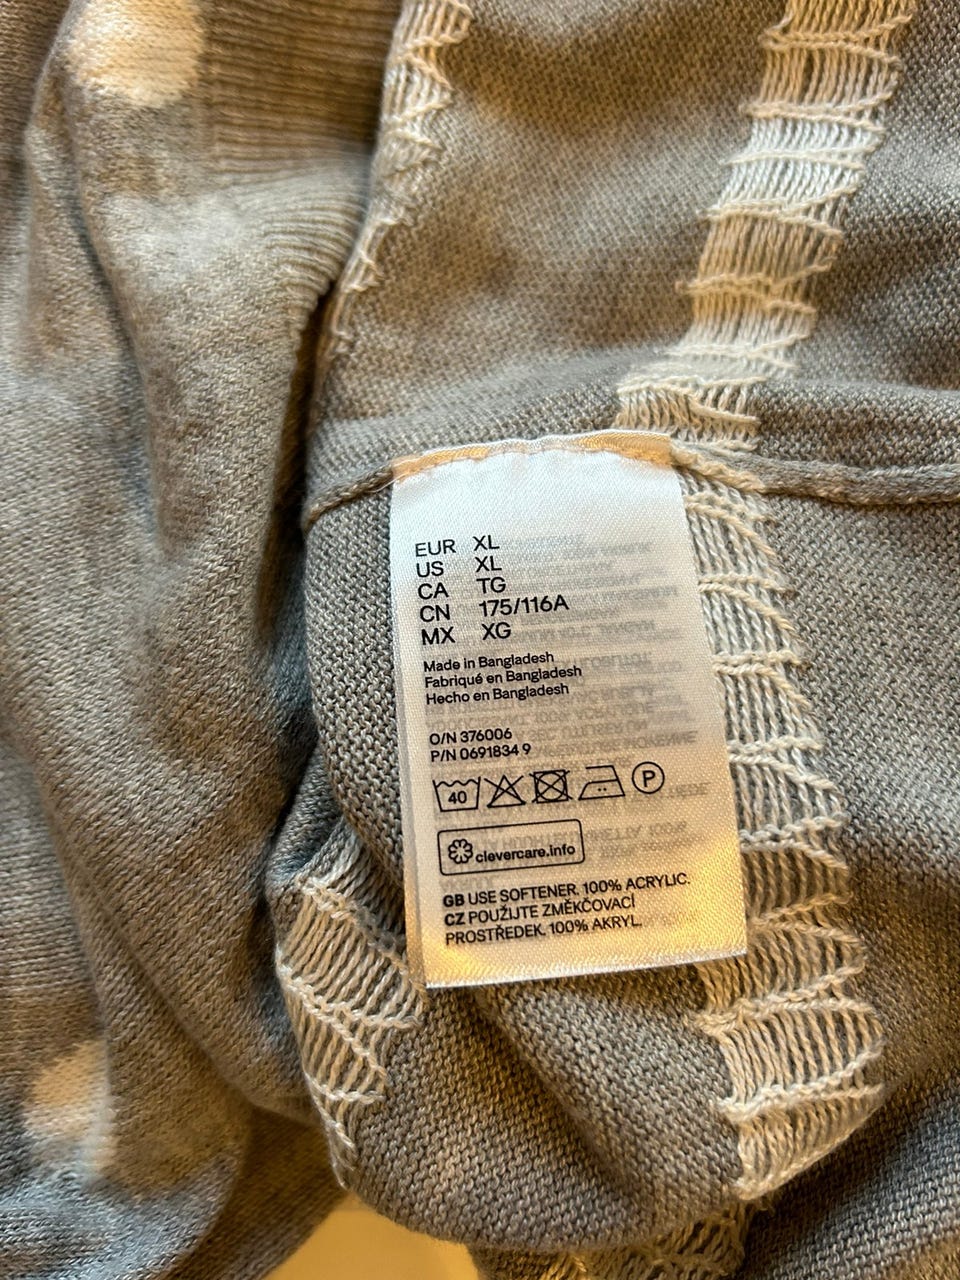 EUR XL
US XL
CA TG
CN 175/116A
MX XG
Made in Bangladesh
Fabriqué en Bangladesh
Hecho en Bangladesh
O/N 376006
P/N 0691834 9
40 P
clevercare.info
GB USE SOFTENER. 100% ACRYLIC.
CZ POUŽIJTE ZMĚKČOVACÍ
PROSTŘEDEK. 100% AKRYL.